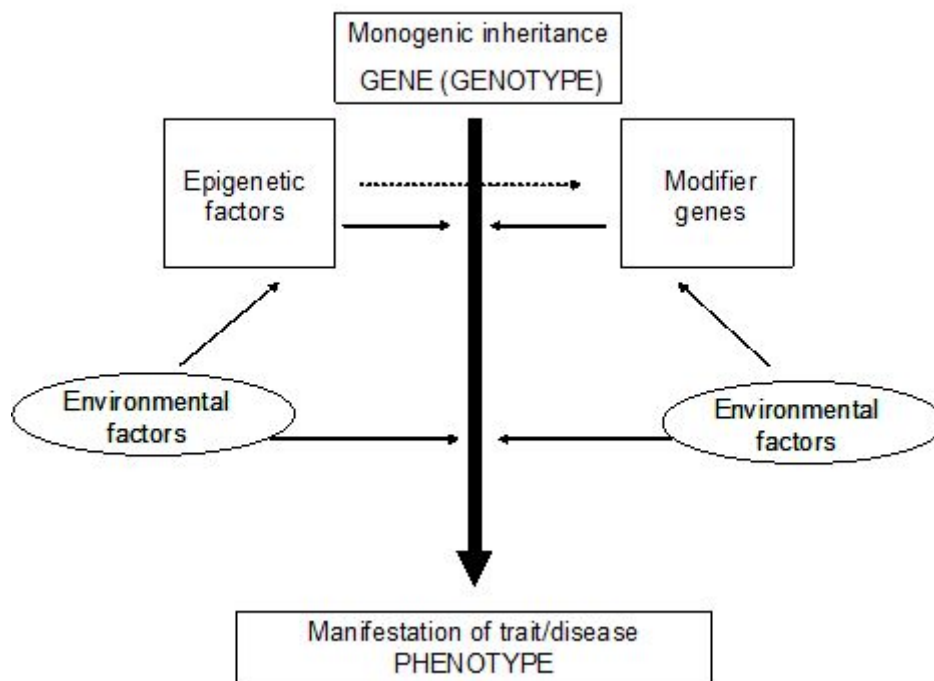 Monogenic inheritance
GENE (GENOTYPE)
Epigenetic
factors
Modifier
genes
Environmental
factors
Environmental
factors
Manifestation of trait/disease
PHENOTYPE